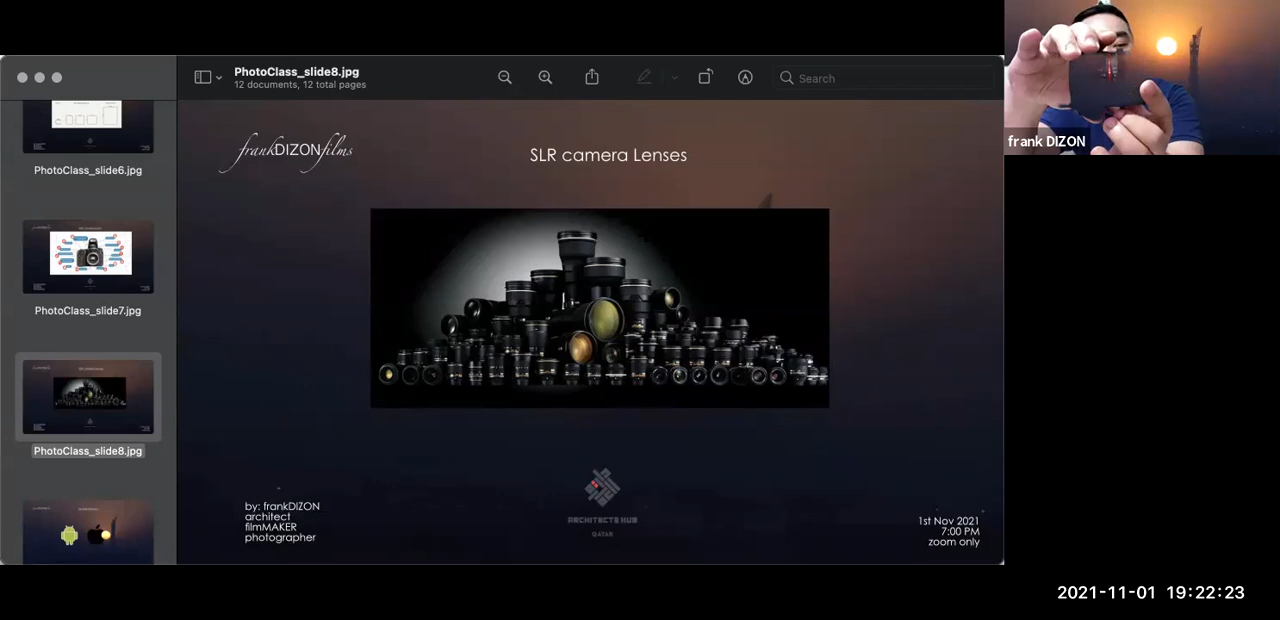 PhotoClass_slide8.jpg
12 documents, 12 total pages
Search
PhotoClass_slide6.jpg
PhotoClass_slide7.jpg
PhotoClass_slide8.jpg
frankDIZONfilms
SLR camera Lenses
by: frankDIZON
architect
filmMAKER
photographer
ARCHITECTS HUB
QATAR
1st Nov 2021
7:00 PM
zoom only
frank DIZON
2021-11-01 19:22:23